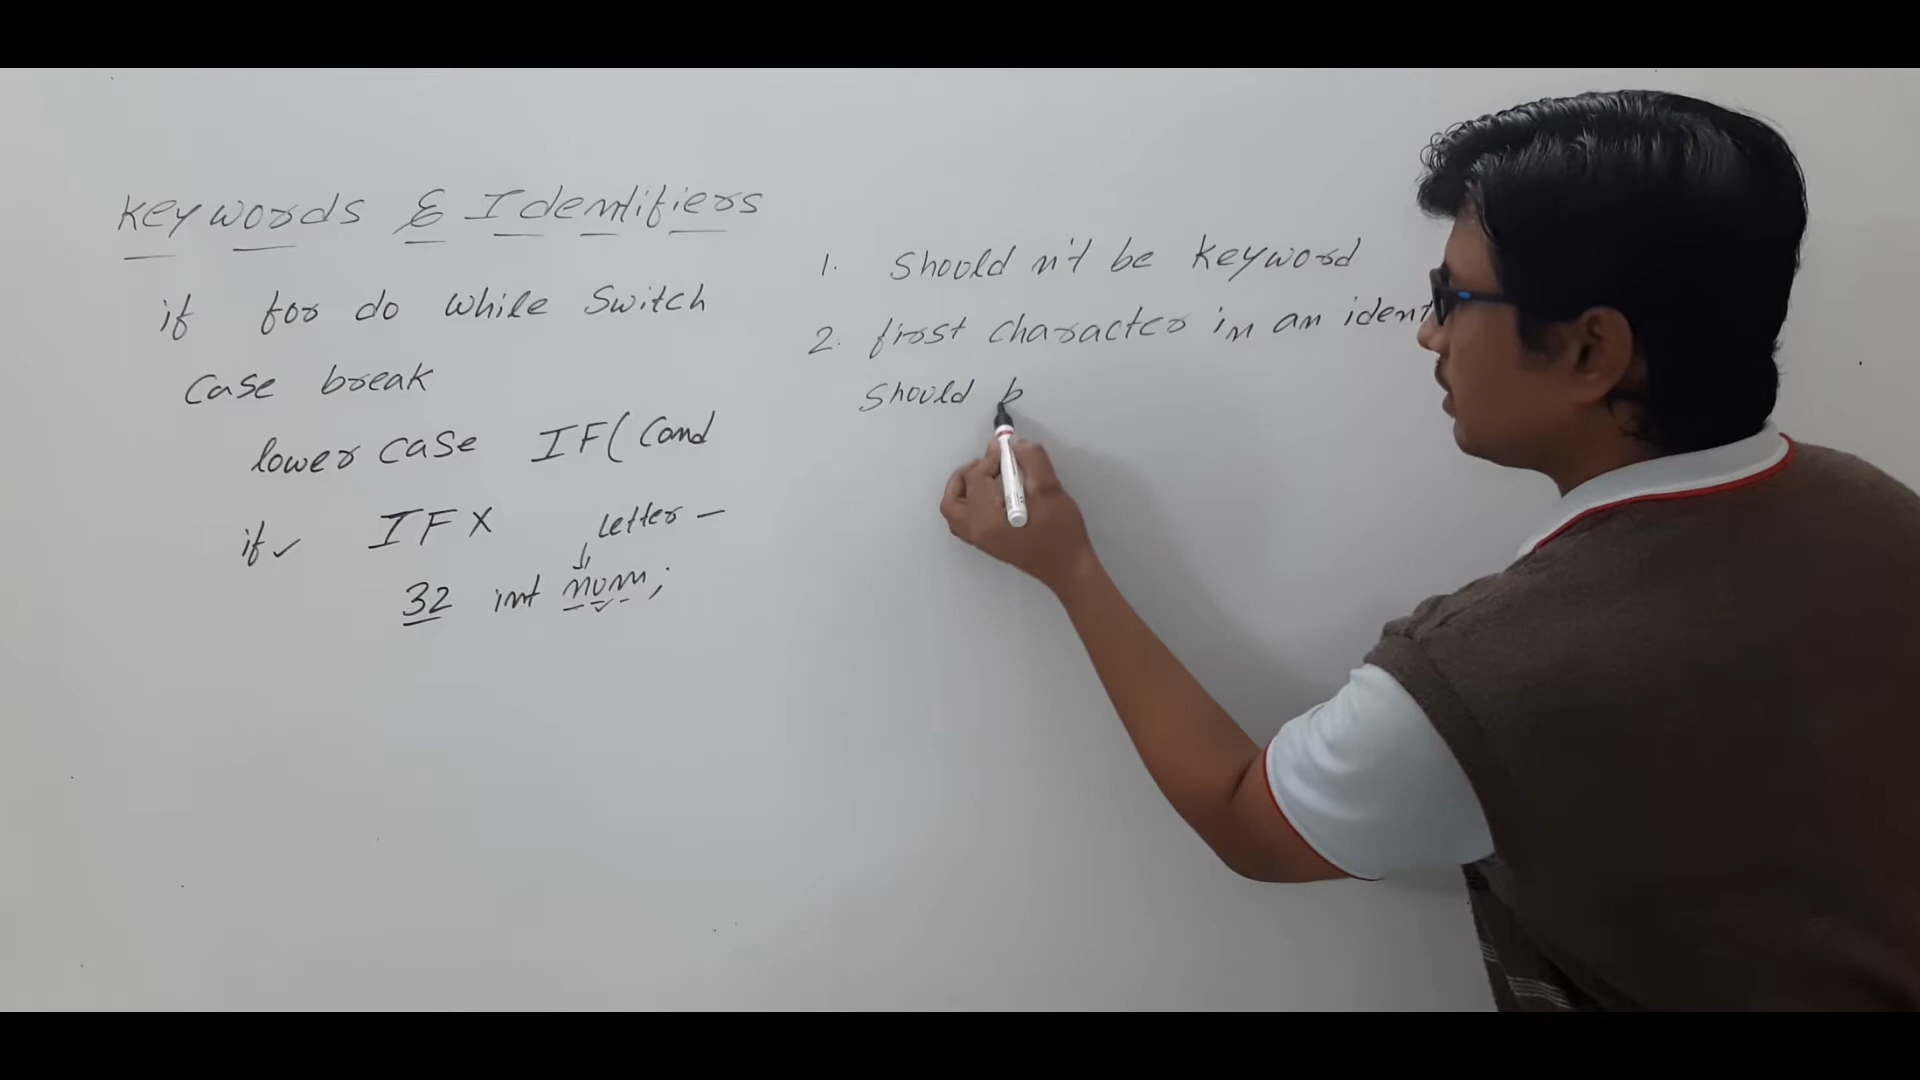 Keywords & Identifiers
if for do while switch
case break
lower case IF(Cond
if ✓ IF X
Letter —
32 int num;
1. Shouldn't be keyword
2. first character in an ident
should b